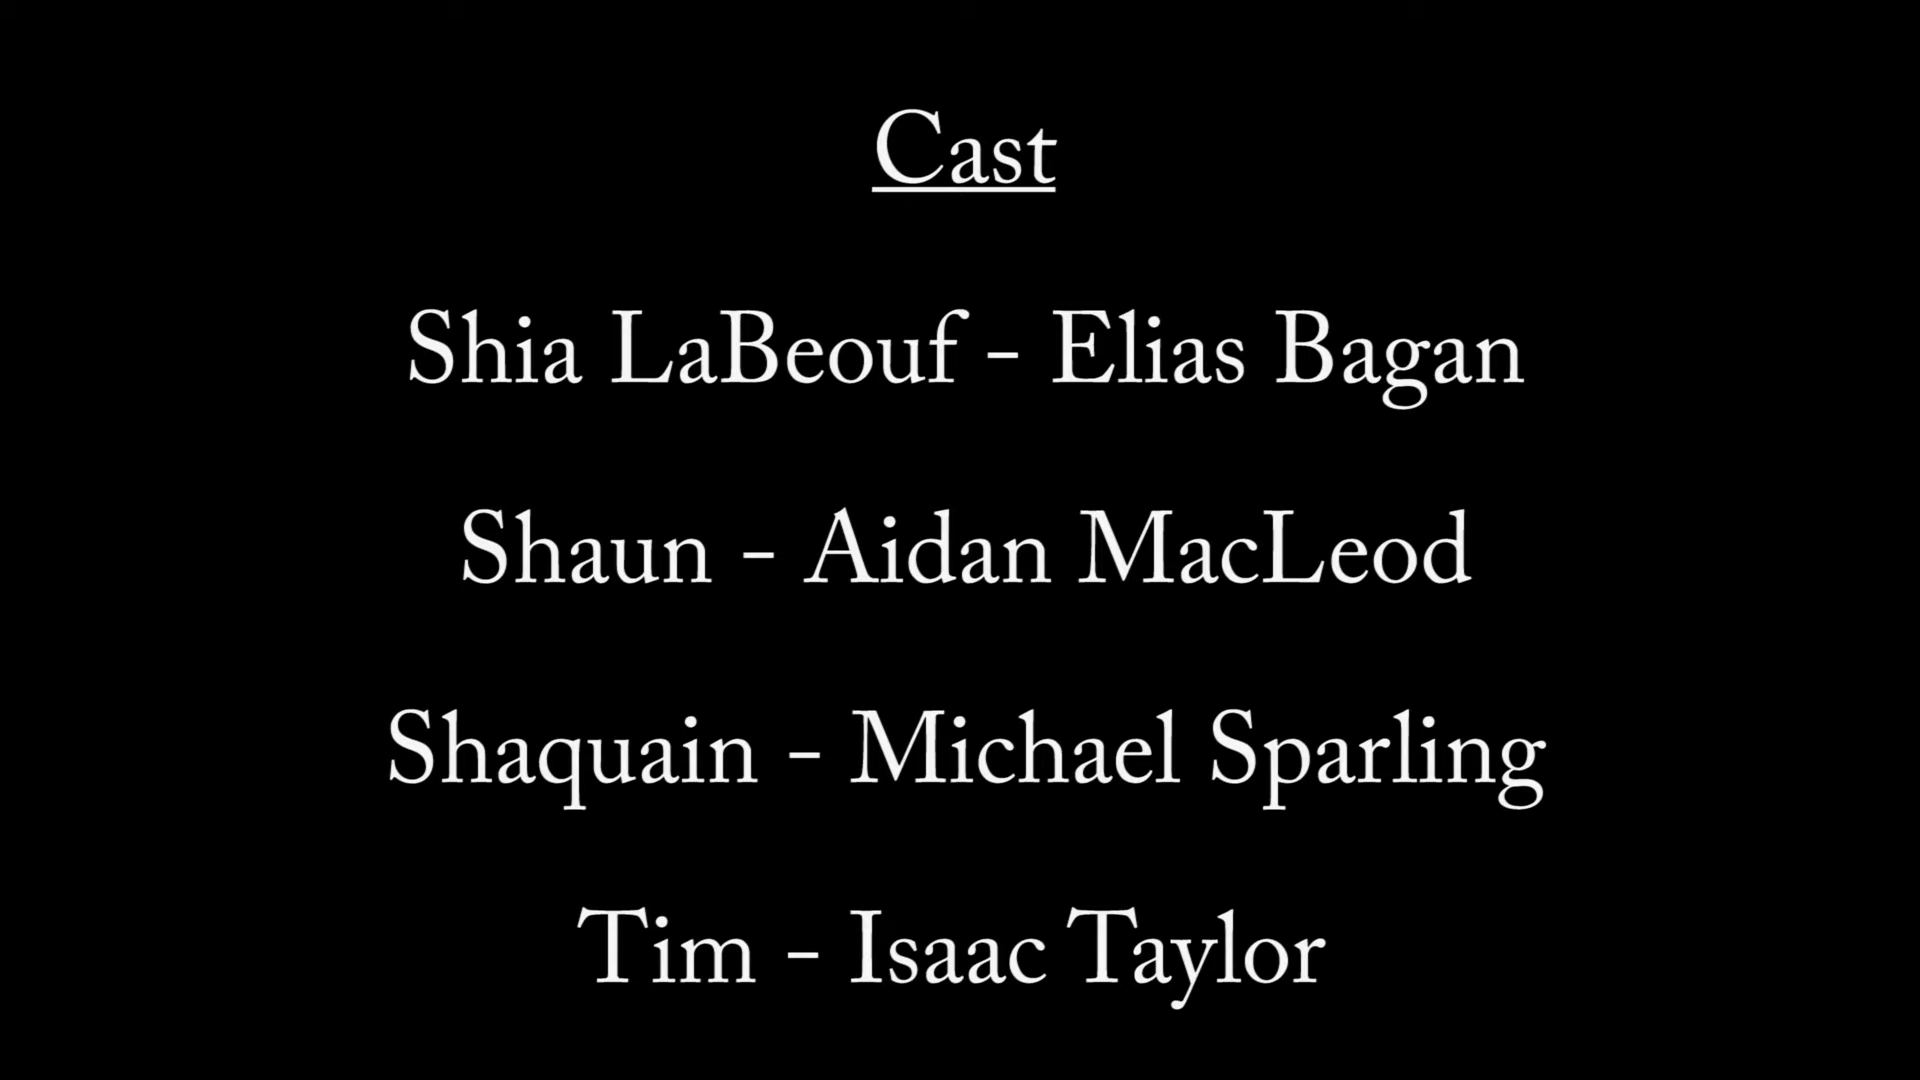 Cast
Shia LaBeouf - Elias Bagan
Shaun - Aidan MacLeod
Shaquain - Michael Sparling
Tim - Isaac Taylor